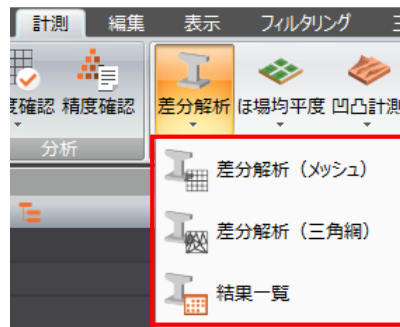 計測 編集 表示 フィルタリング
度確認 精度確認 差分解析 ほ場均平度 凹凸計測
分析
差分解析（メッシュ）
差分解析（三角網）
結果一覧